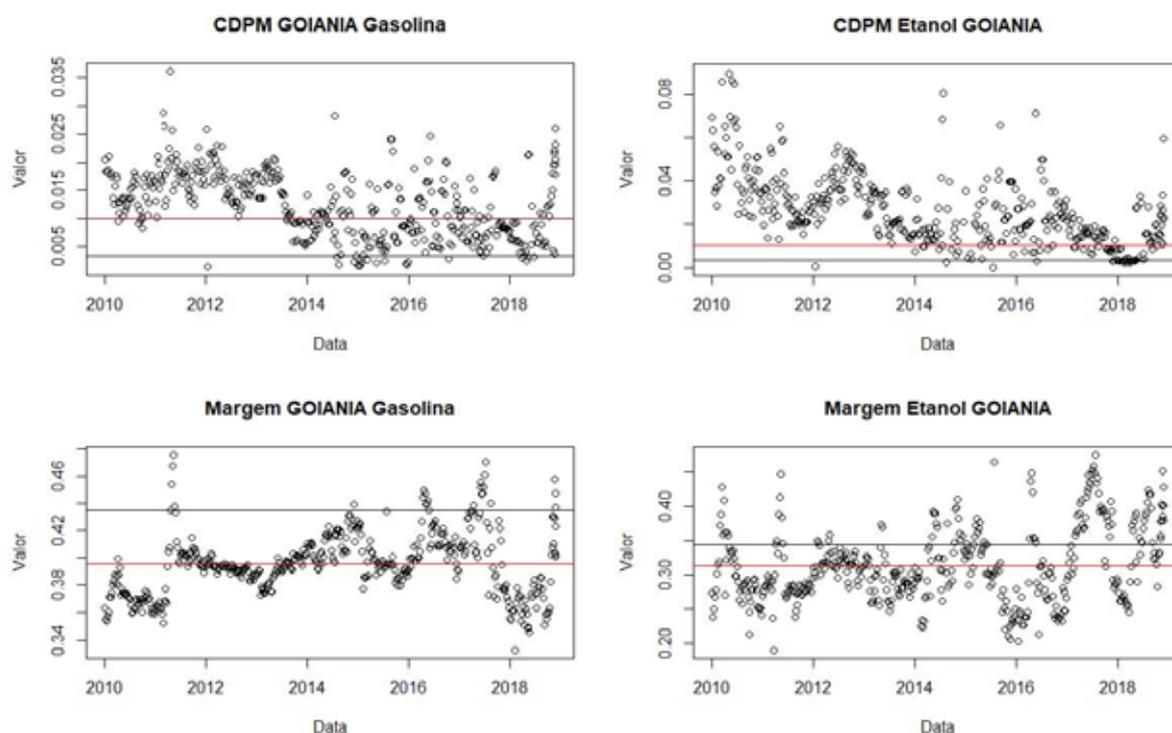 CDPM GOIANIA Gasolina
Valor
0.035
0.025
0.015
0.005
2010 2012 2014 2016 2018
Data
CDPM Etanol GOIANIA
Valor
0.08
0.04
0.00
2010 2012 2014 2016 2018
Data
Margem GOIANIA Gasolina
Valor
0.46
0.42
0.38
0.34
2010 2012 2014 2016 2018
Data
Margem Etanol GOIANIA
Valor
0.40
0.30
0.20
2010 2012 2014 2016 2018
Data